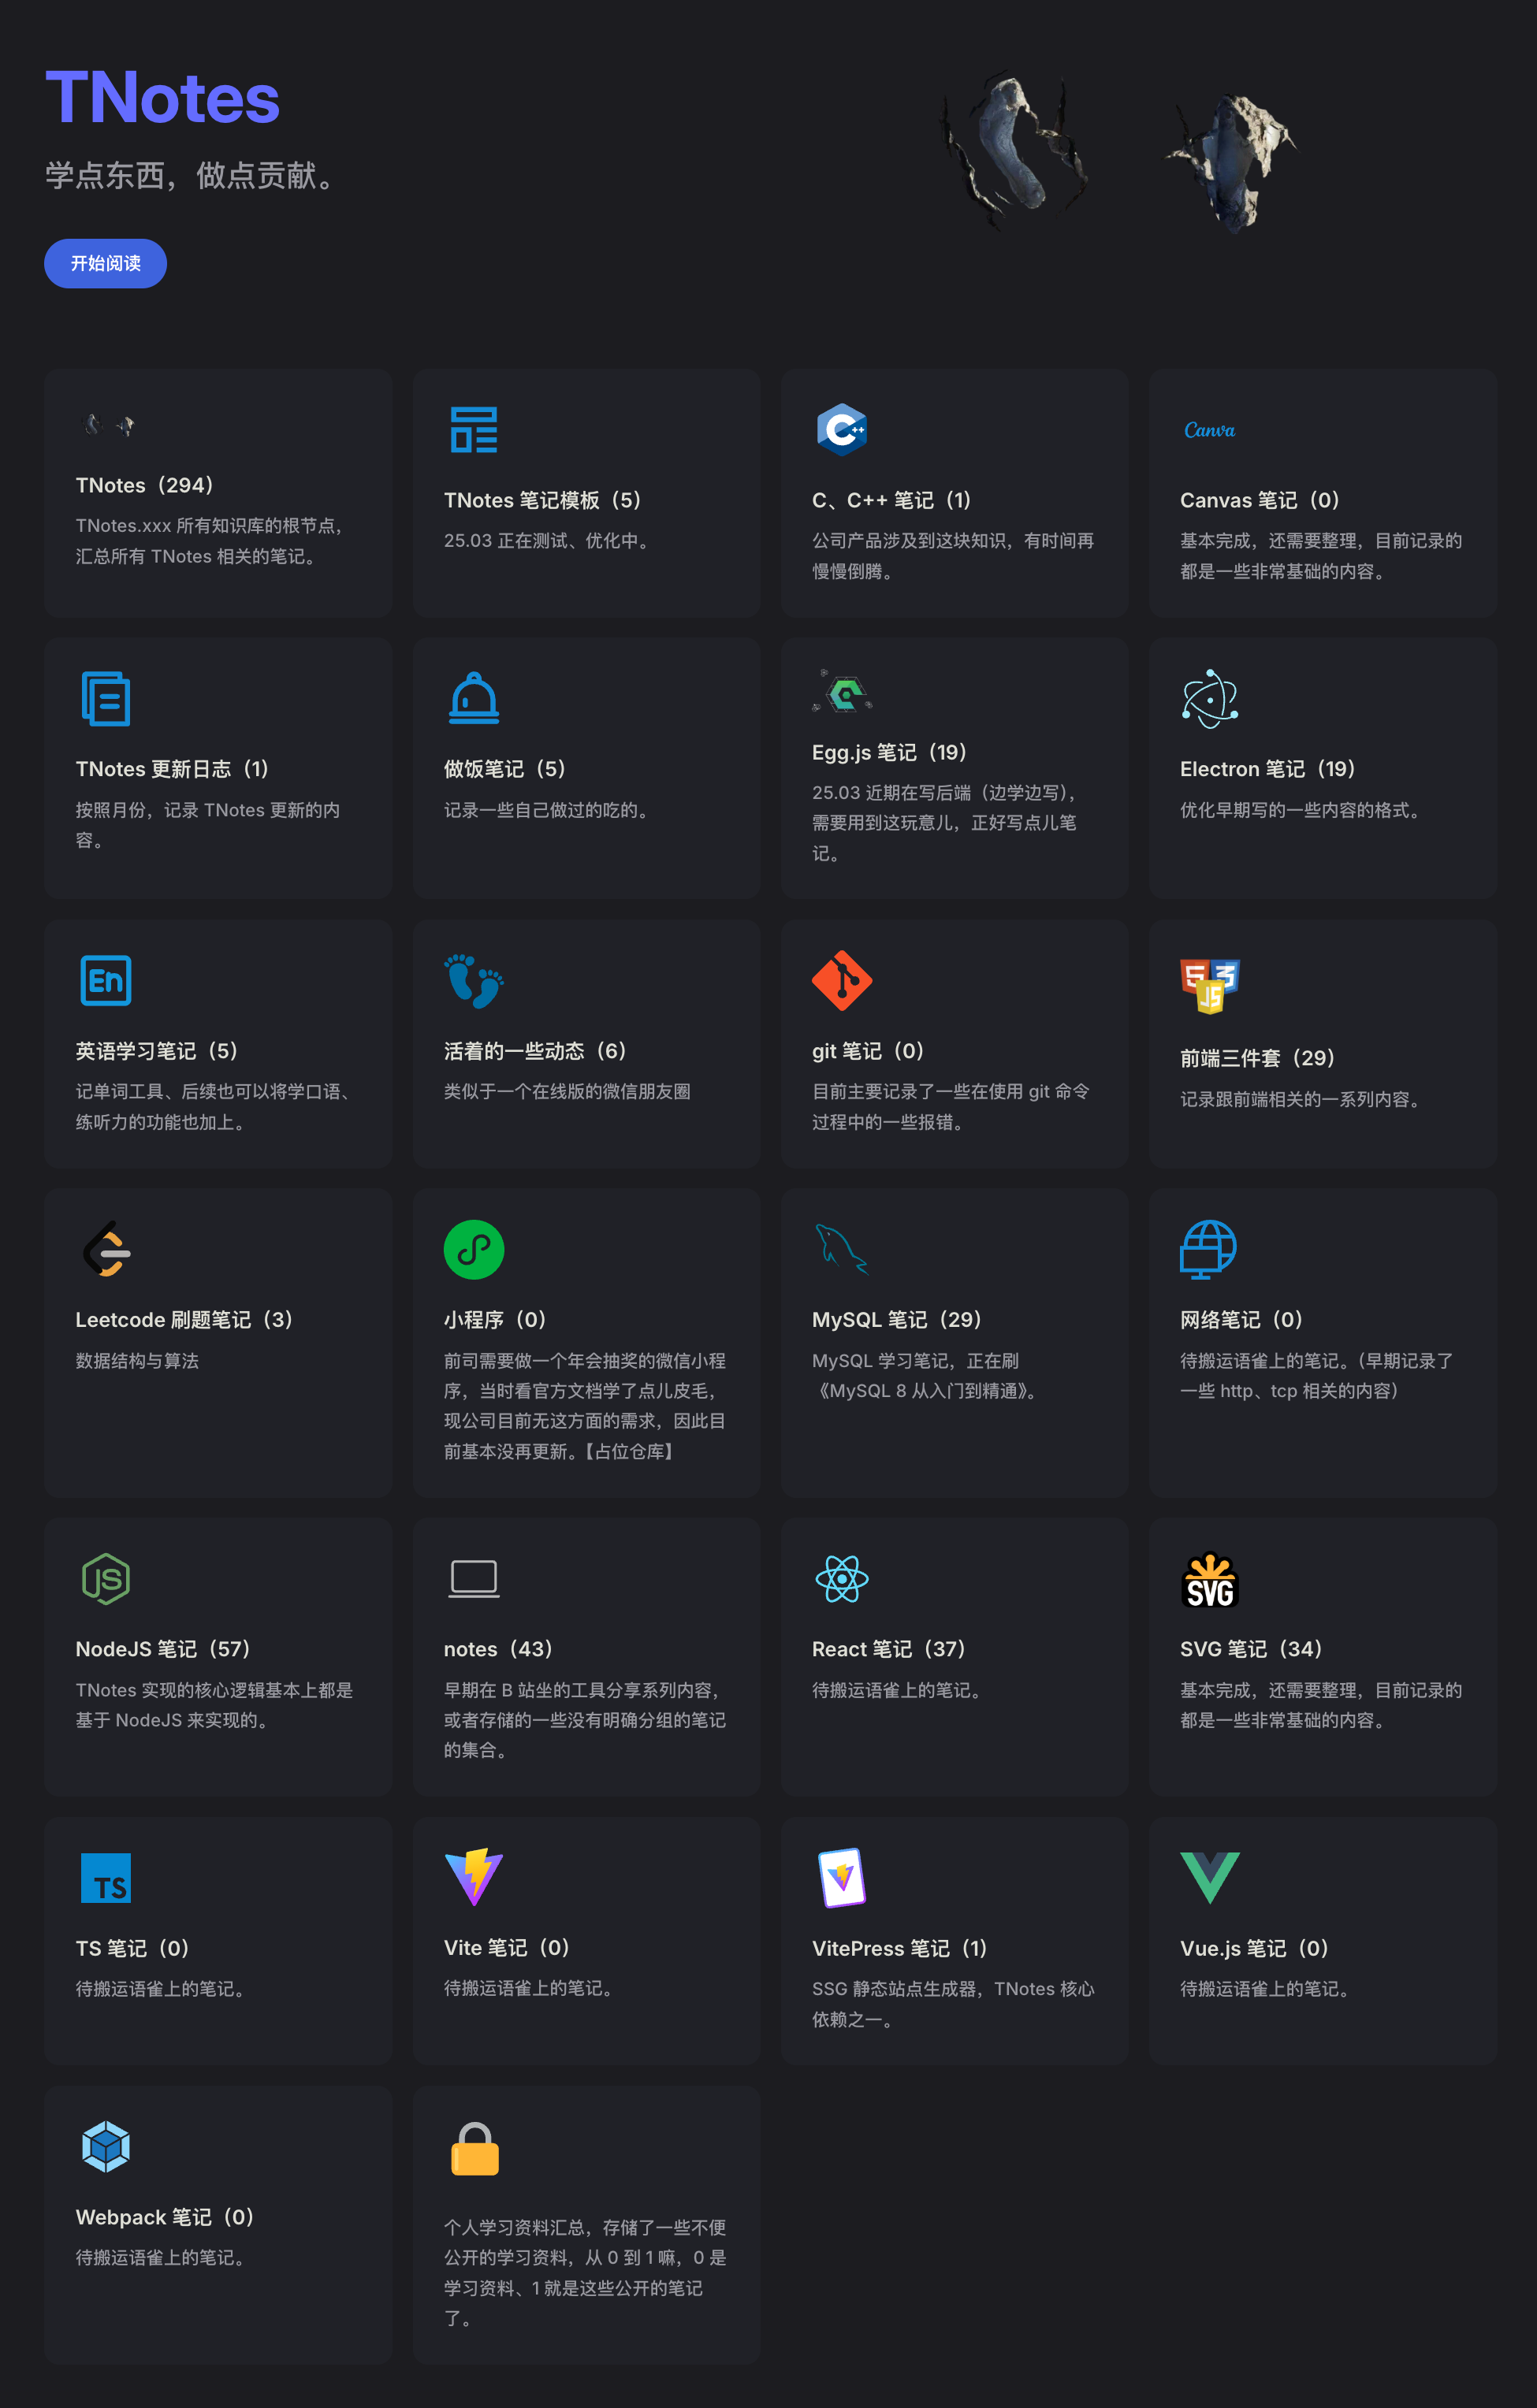 TNotes
学点东西，做点贡献。
开始阅读
TNotes（294）
TNotes.xxx 所有知识库的根节点，
汇总所有 TNotes 相关的笔记。
TNotes 笔记模板（5）
25.03 正在测试、优化中。
C++
C、C++ 笔记（1）
公司产品涉及到这块知识，有时间再
慢慢倒腾。
Canva
Canvas 笔记（0）
基本完成，还需要整理，目前记录的
都是一些非常基础的内容。
TNotes 更新日志（1）
按照月份，记录 TNotes 更新的内
容。
做饭笔记（5）
记录一些自己做过的吃的。
Egg.js 笔记（19）
25.03 近期在写后端（边学边写），
需要用到这玩意儿，正好写点儿笔
记。
Electron 笔记（19）
优化早期写的一些内容的格式。
En
英语学习笔记（5）
记单词工具、后续也可以将学口语、
练听力的功能也加上。
活着的一些动态（6）
类似于一个在线版的微信朋友圈
git 笔记（0）
目前主要记录了一些在使用 git 命令
过程中的一些报错。
5 3
JS
前端三件套（29）
记录跟前端相关的一系列内容。
Leetcode 刷题笔记（3）
数据结构与算法
小程序（0）
前司需要做一个年会抽奖的微信小程
序，当时看官方文档学了点儿皮毛，
现公司目前无这方面的需求，因此目
前基本没再更新。【占位仓库】
MySQL 笔记（29）
MySQL 学习笔记，正在刷
《MySQL 8 从入门到精通》。
网络笔记（0）
待搬运语雀上的笔记。（早期记录了
一些 http、tcp 相关的内容）
JS
NodeJS 笔记（57）
TNotes 实现的核心逻辑基本上都是
基于 NodeJS 来实现的。
notes（43）
早期在 B 站坐的工具分享系列内容，
或者存储的一些没有明确分组的笔记
的集合。
React 笔记（37）
待搬运语雀上的笔记。
SVG
SVG 笔记（34）
基本完成，还需要整理，目前记录的
都是一些非常基础的内容。
TS
TS 笔记（0）
待搬运语雀上的笔记。
Vite 笔记（0）
待搬运语雀上的笔记。
VitePress 笔记（1）
SSG 静态站点生成器，TNotes 核心
依赖之一。
Vue.js 笔记（0）
待搬运语雀上的笔记。
Webpack 笔记（0）
待搬运语雀上的笔记。
个人学习资料汇总，存储了一些不便
公开的学习资料，从 0 到 1 嘛，0 是
学习资料、1 就是这些公开的笔记
了。